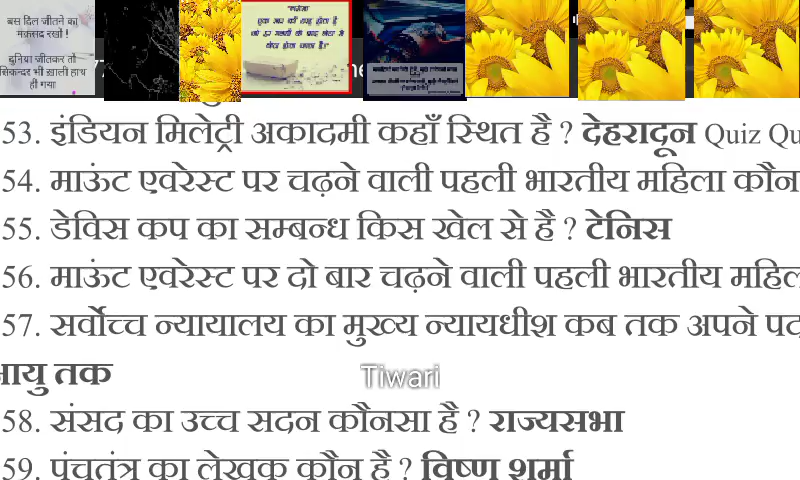 बस दिल जीतने का
मकसद रखों !
दुनिया जीतकर तो
सिकन्दर भी ख़ाली हाथ
ही गया
53. इंडियन मिलेट्री अकादमी कहाँ स्थित है ? देहरादून Quiz Qu
54. माऊंट एवरेस्ट पर चढ़ने वाली पहली भारतीय महिला कौन
55. डेविस कप का सम्बन्ध किस खेल से है ? टेनिस
56. माऊंट एवरेस्ट पर दो बार चढ़ने वाली पहली भारतीय
57. सर्वोच्च न्यायालय का मुख्य न्यायधीश कब तक अपने
आयु तक
Tiwari
58. संसद का उच्च सदन कौनसा है ? राज्यसभा
59. पंचतंत्र का लेखक कौन है ? विष्णु शर्मा